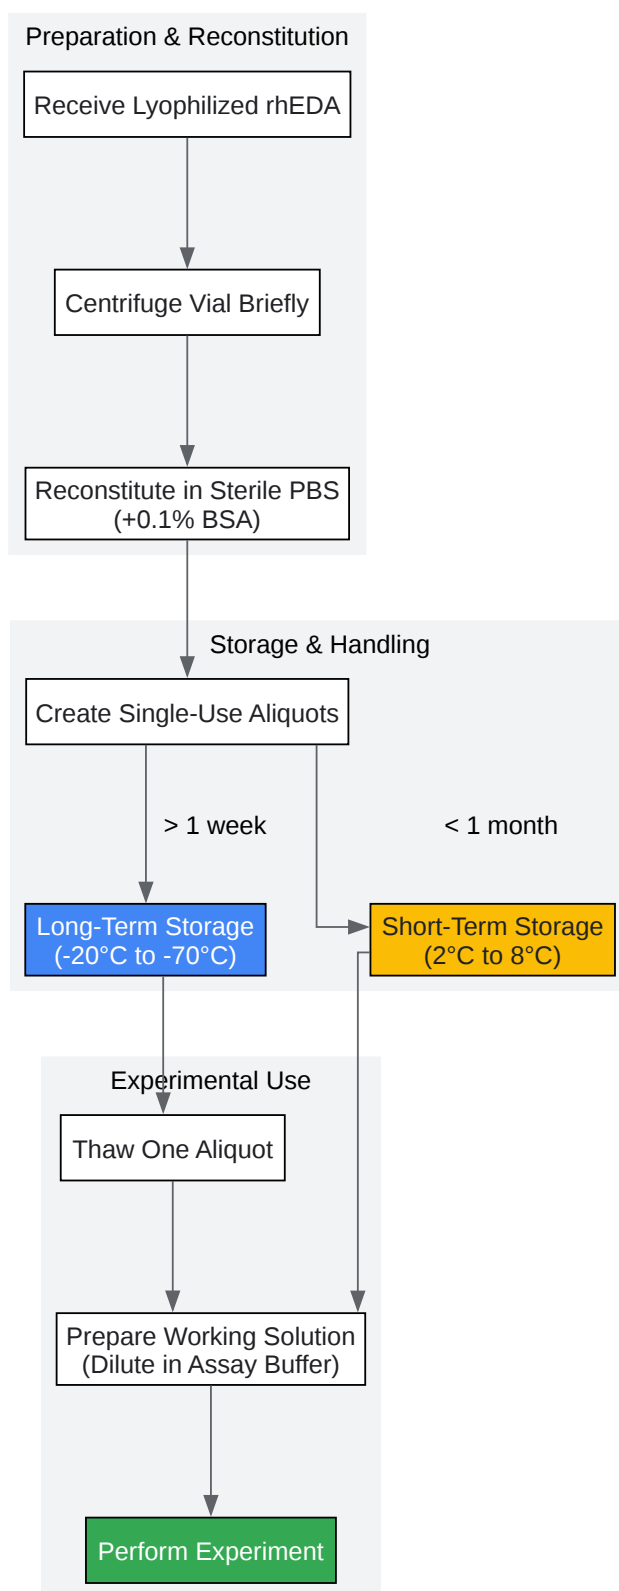 Preparation & Reconstitution
Receive Lyophilized rhEDA
Centrifuge Vial Briefly
Reconstitute in Sterile PBS
(+0.1% BSA)
Storage & Handling
Create Single-Use Aliquots
> 1 week
< 1 month
Long-Term Storage
(-20°C to -70°C)
Short-Term Storage
(2°C to 8°C)
Experimental Use
Thaw One Aliquot
Prepare Working Solution
(Dilute in Assay Buffer)
Perform Experiment